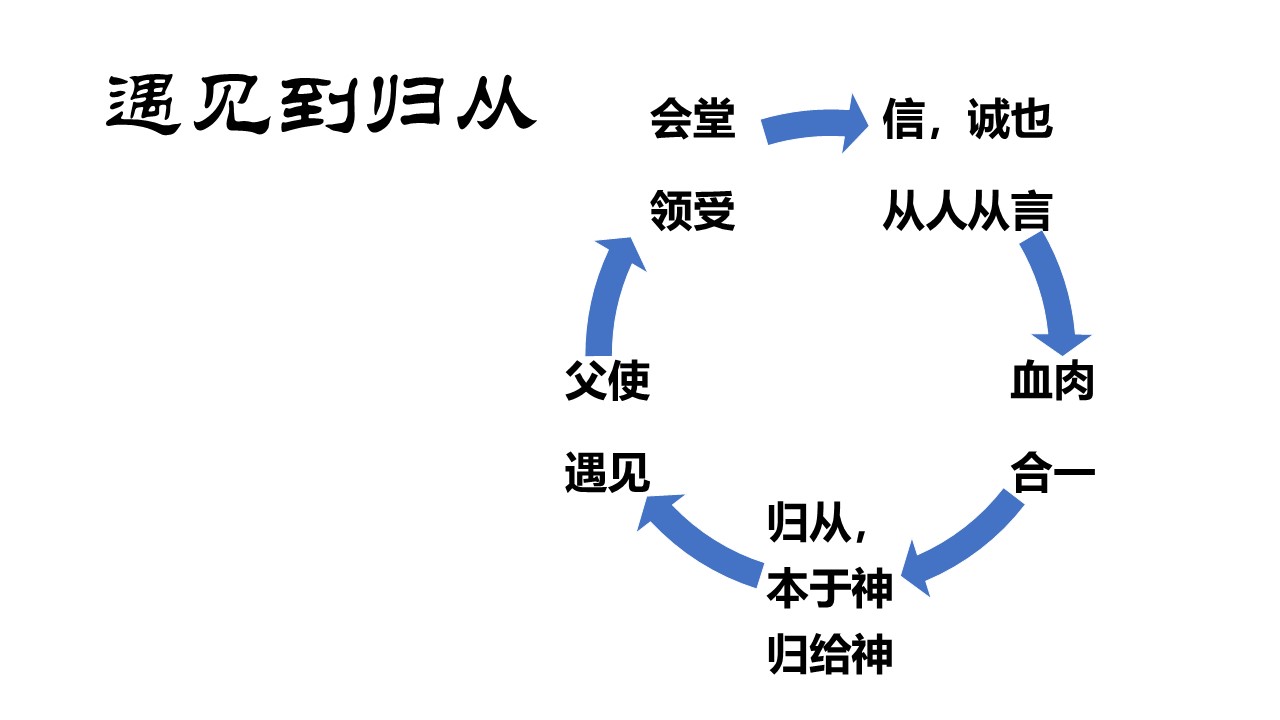 遇见到归从
会堂
领受
信，诚也
从人从言
血肉
合一
归从，
本于神
归给神
父使
遇见